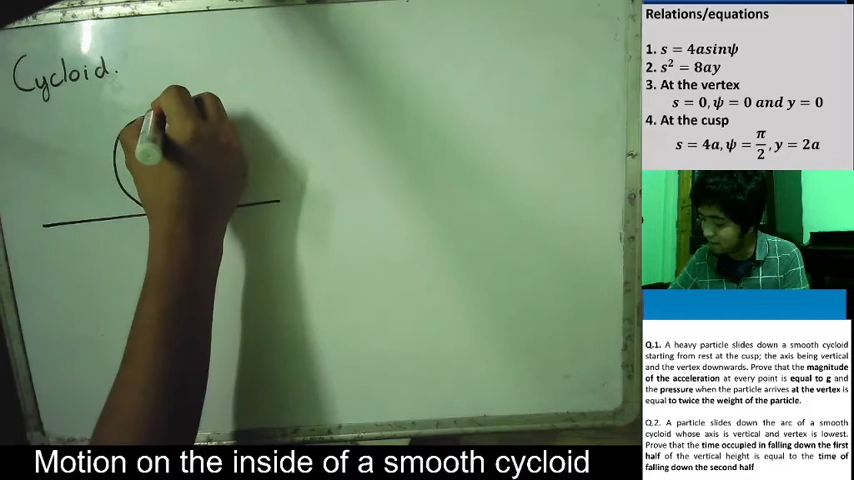 Cycloid.
Relations/equations
1. s = 4asinψ
2. s² = 8ay
3. At the vertex
s = 0, ψ = 0 and y = 0
4. At the cusp
s = 4a, ψ = π/2, y = 2a
Q.1. A heavy particle slides down a smooth cycloid
starting from rest at the cusp; the axis being vertical
and the vertex downwards. Prove that the magnitude
of the acceleration at every point is equal to g and
the pressure when the particle arrives at the vertex is
equal to twice the weight of the particle.
Q.2. A particle slides down the arc of a smooth
cycloid whose axis is vertical and vertex is lowest.
Prove that the time occupied in falling down the first
half of the vertical height is equal to the time of
falling down the second half
Motion on the inside of a smooth cycloid